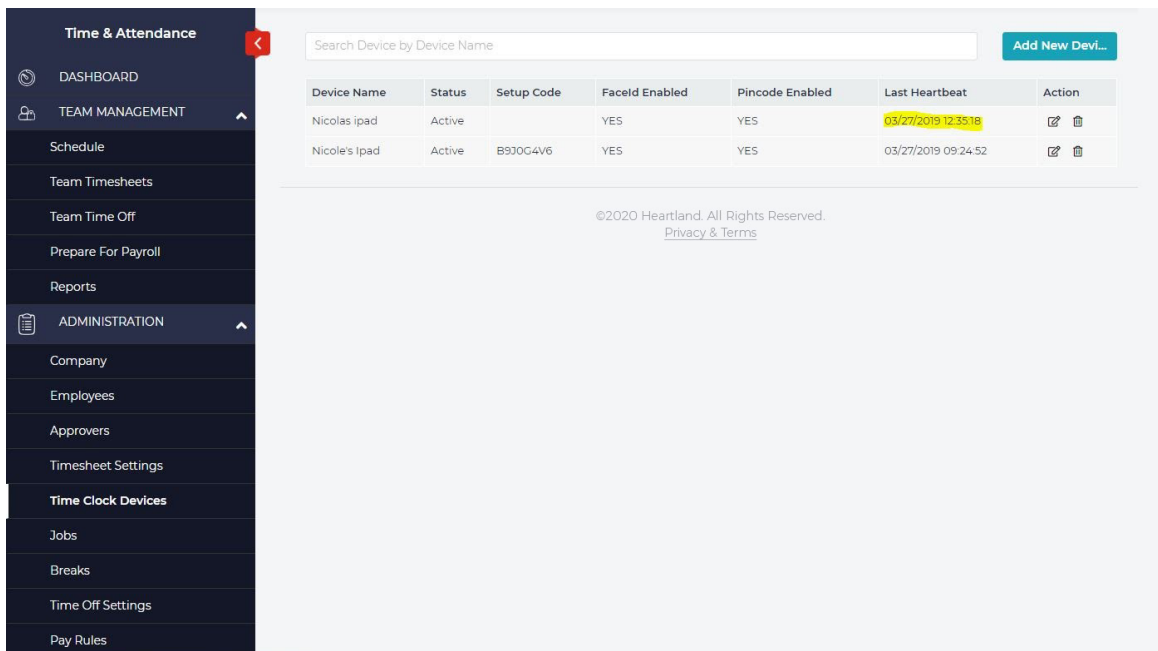 Time & Attendance
DASHBOARD
TEAM MANAGEMENT
Schedule
Team Timesheets
Team Time Off
Prepare For Payroll
Reports
ADMINISTRATION
Company
Employees
Approvers
Timesheet Settings
Time Clock Devices
Jobs
Breaks
Time Off Settings
Pay Rules
Search Device by Device Name
Add New Devi...
Device Name Status Setup Code FaceId Enabled Pincode Enabled Last Heartbeat Action
Nicolas ipad Active YES YES 03/27/2019 12:35:18
Nicole's Ipad Active B9J0G4V6 YES YES 03/27/2019 09:24:52
©2020 Heartland. All Rights Reserved.
Privacy & Terms